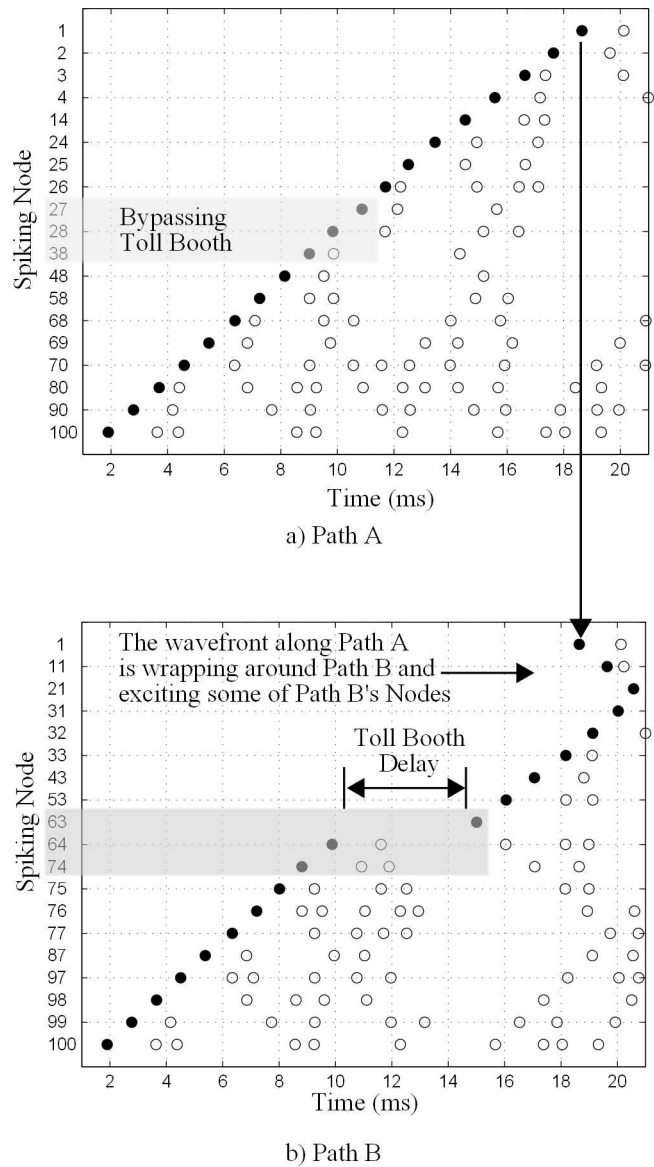 1
2
3
4
14
24
25
26
27
28
38
48
58
68
69
70
80
90
100
Spiking Node
Bypassing
Toll Booth
2 4 6 8 10 12 14 16 18 20
Time (ms)
a) Path A
1
11
21
31
32
33
43
53
63
64
74
75
76
77
87
97
98
99
100
Spiking Node
The wavefront along Path A
is wrapping around Path B and
exciting some of Path B's Nodes
Toll Booth
Delay
2 4 6 8 10 12 14 16 18 20
Time (ms)
b) Path B